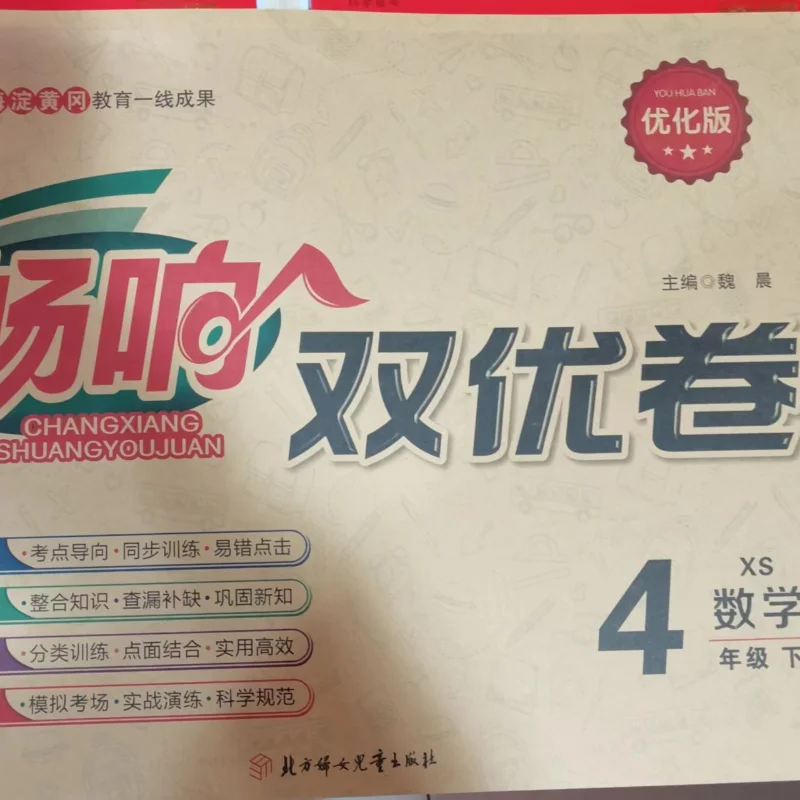 海淀黄冈教育一线成果
YOU HUA BAN
优化版
主编◎魏 晨
畅响
双优卷
CHANGXIANG
SHUANGYOUJUAN
·考点导向·同步训练·易错点击
·整合知识·查漏补缺·巩固新知
·分类训练·点面结合·实用高效
·模拟考场·实战演练·科学规范
4
XS
数学
年级 下
北方妇女儿童出版社